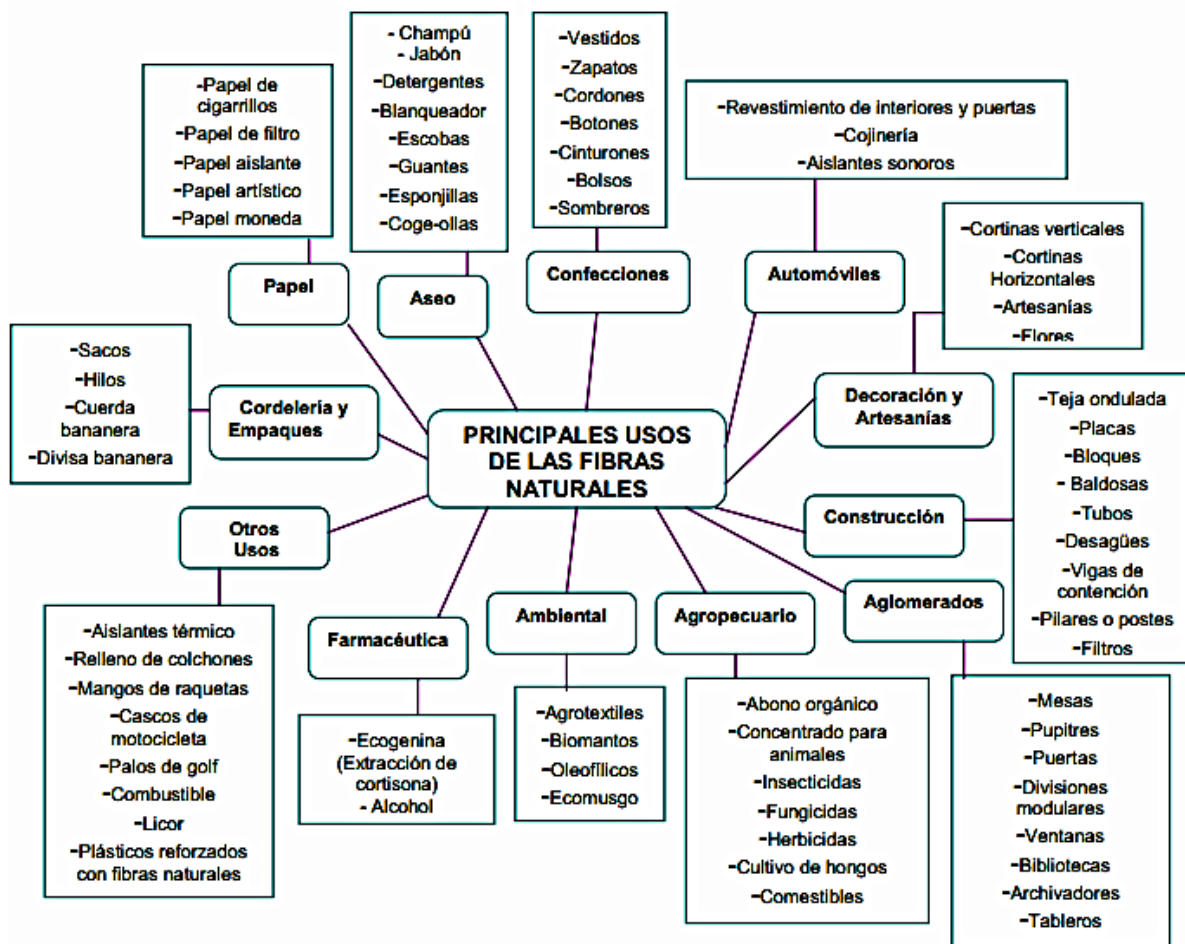 - Champú
- Jabón
-Detergentes
-Blanqueador
-Escobas
-Guantes
-Esponjillas
-Coge-ollas
-Vestidos
-Zapatos
-Cordones
-Botones
-Cinturones
-Bolsos
-Sombreros
-Papel de
cigarrillos
-Papel de filtro
-Papel aislante
-Papel artístico
-Papel moneda
-Revestimiento de interiores y puertas
-Cojinería
-Aislantes sonoros
-Cortinas verticales
-Cortinas
Horizontales
-Artesanías
-Flores
Papel
Aseo
Confecciones
Automóviles
-Sacos
-Hilos
-Cuerda
bananera
-Divisa bananera
Cordelería y
Empaques
PRINCIPALES USOS
DE LAS FIBRAS
NATURALES
Decoración y
Artesanías
-Teja ondulada
-Placas
-Bloques
- Baldosas
-Tubos
-Desagües
-Vigas de
contención
-Pilares o postes
-Filtros
Otros
Usos
Construcción
Farmacéutica
Ambiental
Agropecuario
Aglomerados
-Aislantes térmico
-Relleno de colchones
-Mangos de raquetas
-Cascos de
motocicleta
-Palos de golf
-Combustible
-Licor
-Plásticos reforzados
con fibras naturales
-Ecogenina
(Extracción de
cortisona)
- Alcohol
-Agrotextiles
-Biomantos
-Oleofílicos
-Ecomusgo
-Abono orgánico
-Concentrado para
animales
-Insecticidas
-Fungicidas
-Herbicidas
-Cultivo de hongos
-Comestibles
-Mesas
-Pupitres
-Puertas
-Divisiones
modulares
-Ventanas
-Bibliotecas
-Archivadores
-Tableros